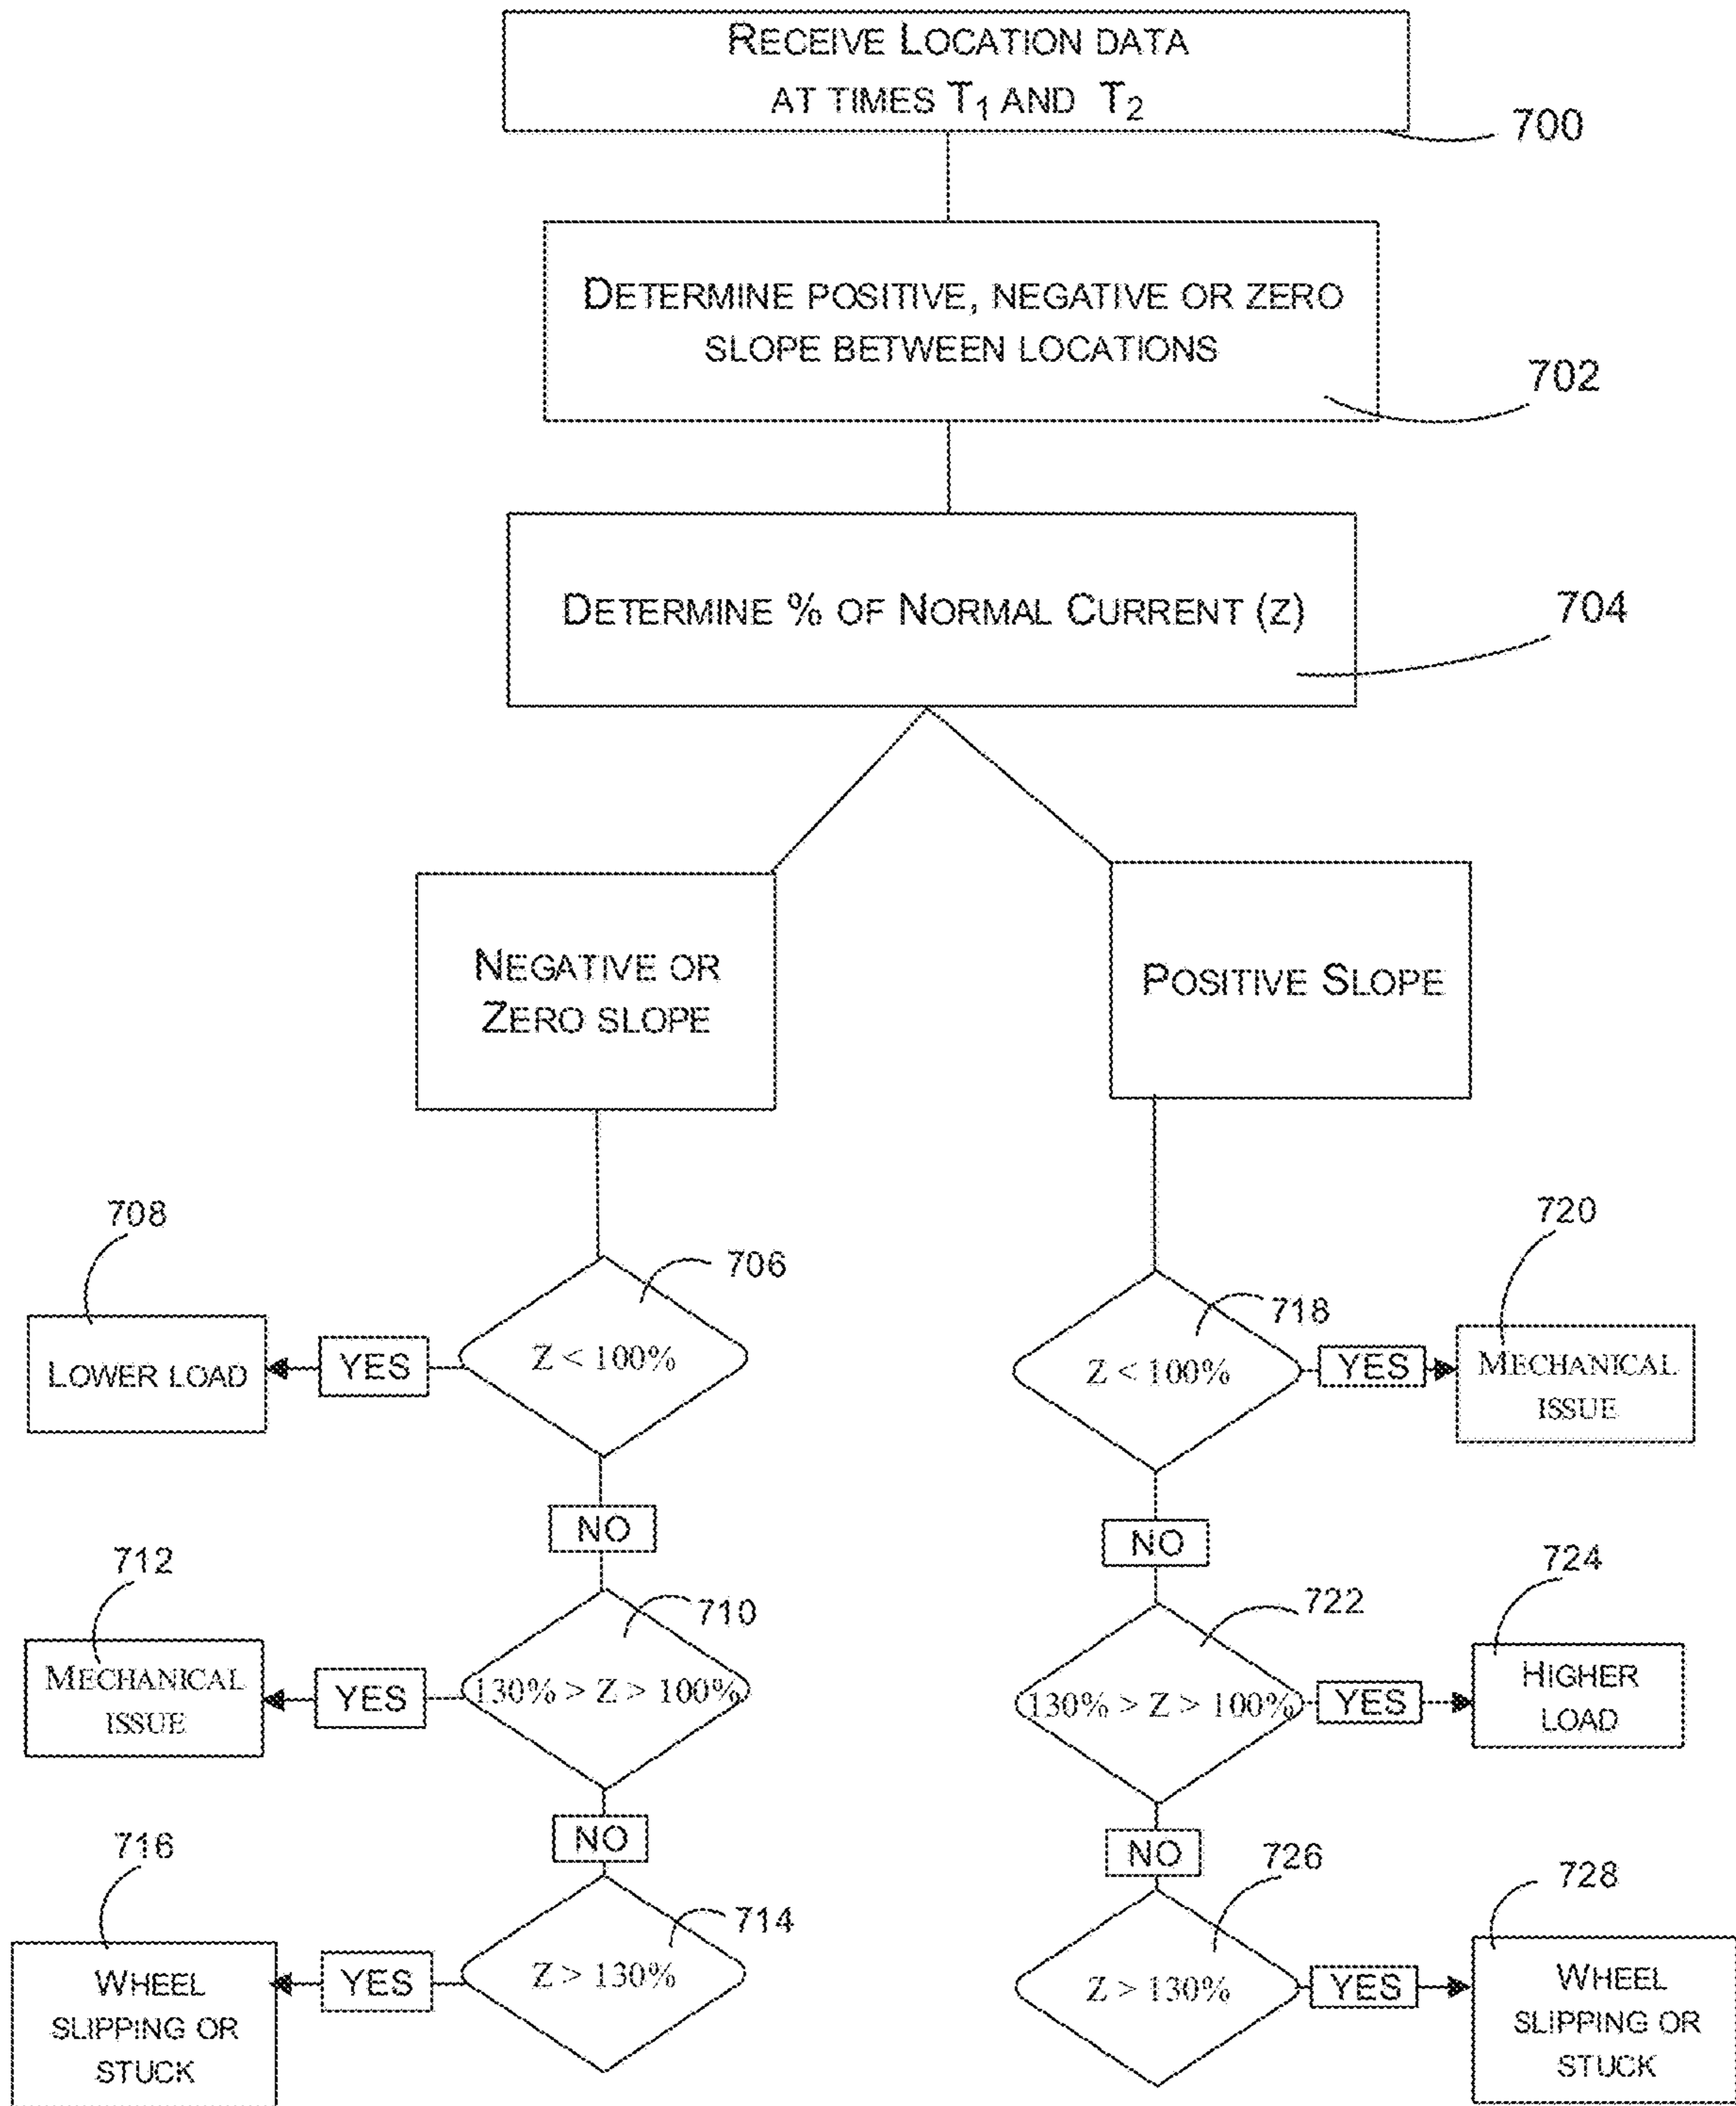 RECEIVE LOCATION DATA
AT TIMES T₁ AND T₂
700
DETERMINE POSITIVE, NEGATIVE OR ZERO
SLOPE BETWEEN LOCATIONS
702
DETERMINE % OF NORMAL CURRENT (Z)
704
NEGATIVE OR
ZERO SLOPE
POSITIVE SLOPE
708
706
LOWER LOAD
YES
Z < 100%
NO
712
710
MECHANICAL
ISSUE
YES
130% > Z > 100%
NO
716
714
WHEEL
SLIPPING OR
STUCK
YES
Z > 130%
720
718
Z < 100%
YES
MECHANICAL
ISSUE
NO
724
722
130% > Z > 100%
YES
HIGHER
LOAD
NO
726
728
Z > 130%
YES
WHEEL
SLIPPING OR
STUCK